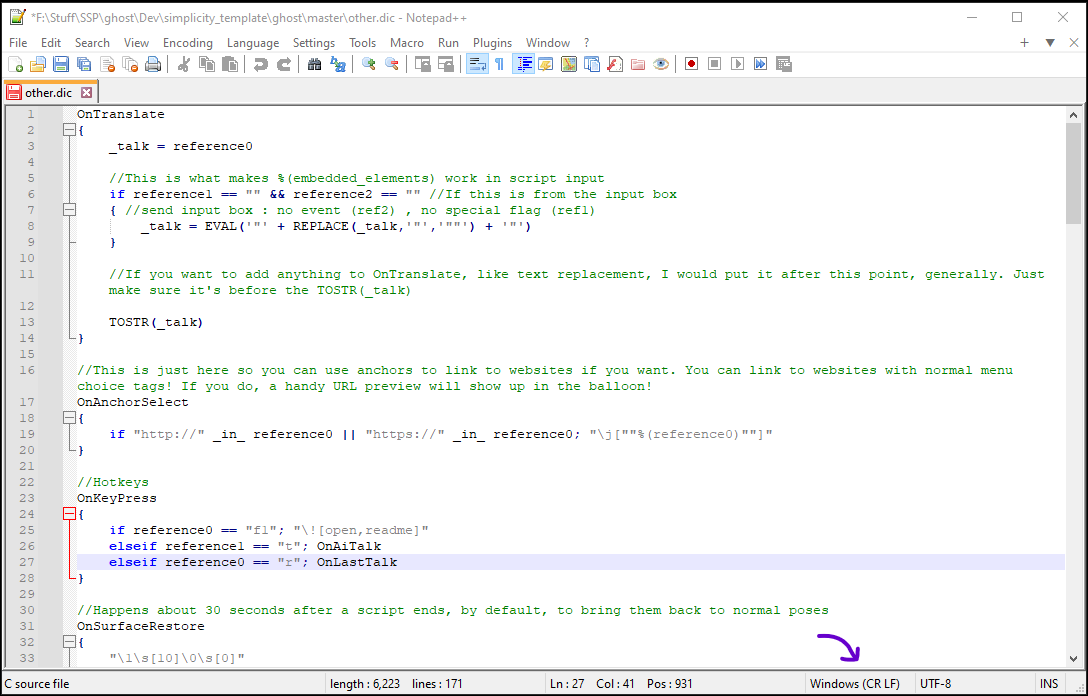 *F:\Stuff\SSP\ghost\Dev\simplicity_template\ghost\master\other.dic - Notepad++
File Edit Search View Encoding Language Settings Tools Macro Run Plugins Window ?
other.dic
1 OnTranslate
2 {
3 _talk = reference0
4
5 //This is what makes %(embedded_elements) work in script input
6 if reference1 == "" && reference2 == "" //If this is from the input box
7 { //send input box : no event (ref2) , no special flag (ref1)
8 _talk = EVAL('"' + REPLACE(_talk,'"','""') + '"')
9 }
10
11 //If you want to add anything to OnTranslate, like text replacement, I would put it after this point, generally. Just
make sure it's before the TOSTR(_talk)
12
13 TOSTR(_talk)
14 }
15
16 //This is just here so you can use anchors to link to websites if you want. You can link to websites with normal menu
choice tags! If you do, a handy URL preview will show up in the balloon!
17 OnAnchorSelect
18 {
19 if "http://" _in_ reference0 || "https://" _in_ reference0; "\j[""%(reference0)""]"
20 }
21
22 //Hotkeys
23 OnKeyPress
24 {
25 if reference0 == "f1"; "\![open,readme]"
26 elseif reference1 == "t"; OnAiTalk
27 elseif reference0 == "r"; OnLastTalk
28 }
29
30 //Happens about 30 seconds after a script ends, by default, to bring them back to normal poses
31 OnSurfaceRestore
32 {
33 "\1\s[10]\0\s[0]"
C source file length : 6,223 lines : 171 Ln : 27 Col : 41 Pos : 931 Windows (CR LF) UTF-8 INS